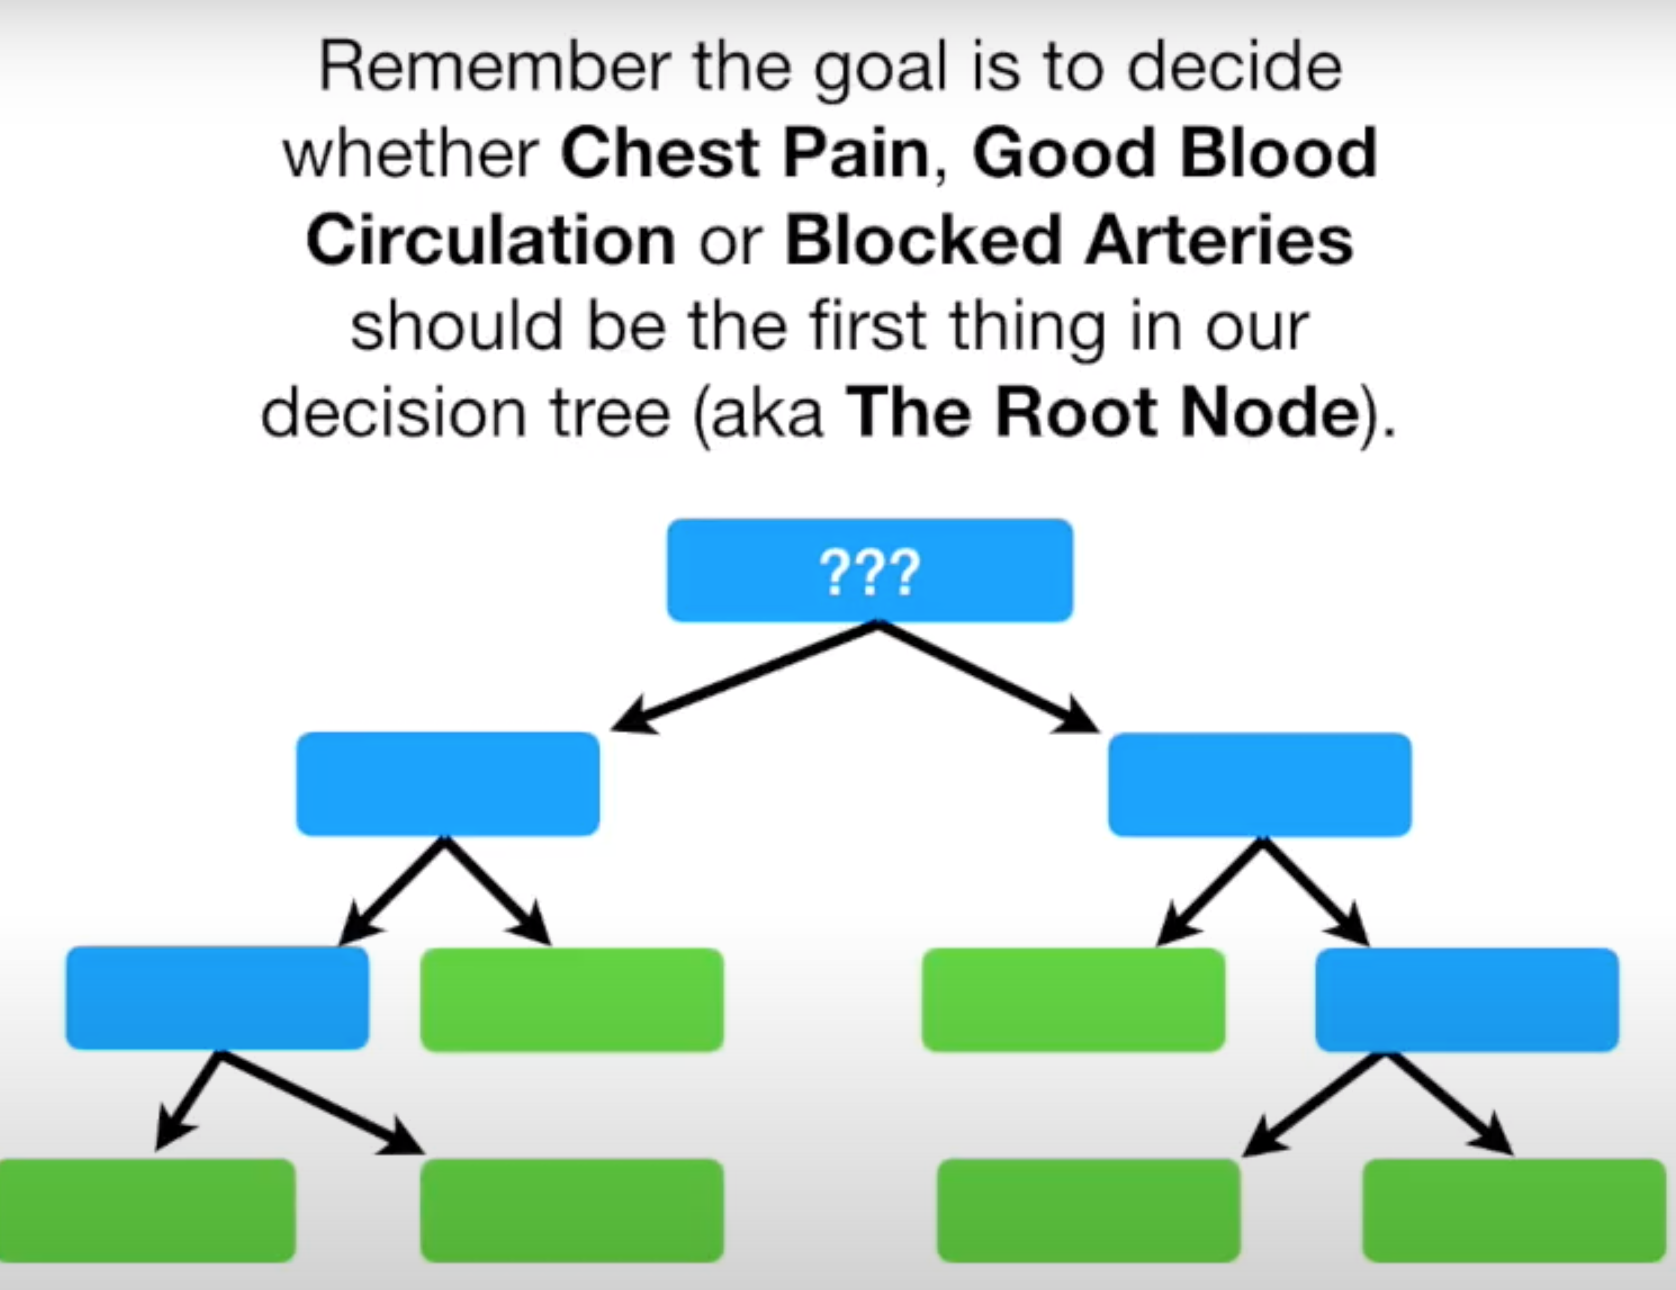 Remember the goal is to decide
whether Chest Pain, Good Blood
Circulation or Blocked Arteries
should be the first thing in our
decision tree (aka The Root Node).
???